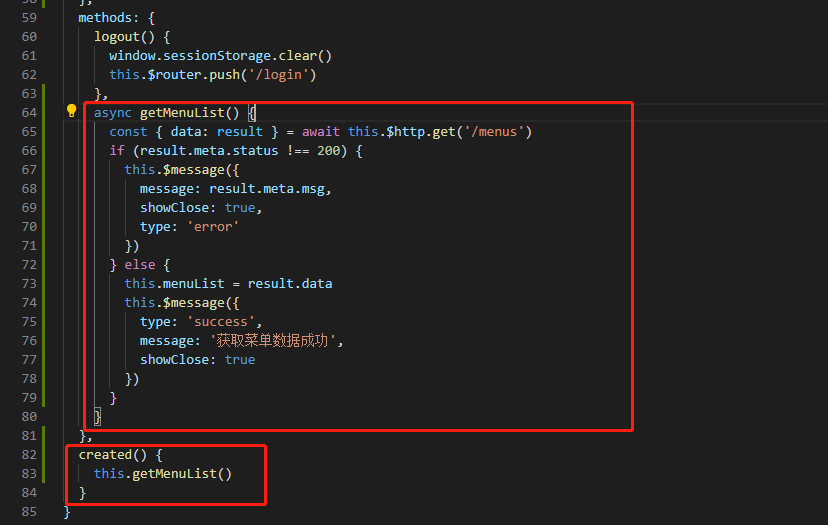 58 },
59 methods: {
60 logout() {
61 window.sessionStorage.clear()
62 this.$router.push('/login')
63 },
64 async getMenuList() {
65 const { data: result } = await this.$http.get('/menus')
66 if (result.meta.status !== 200) {
67 this.$message({
68 message: result.meta.msg,
69 showClose: true,
70 type: 'error'
71 })
72 } else {
73 this.menuList = result.data
74 this.$message({
75 type: 'success',
76 message: '获取菜单数据成功',
77 showClose: true
78 })
79 }
80 }
81 },
82 created() {
83 this.getMenuList()
84 }
85 }